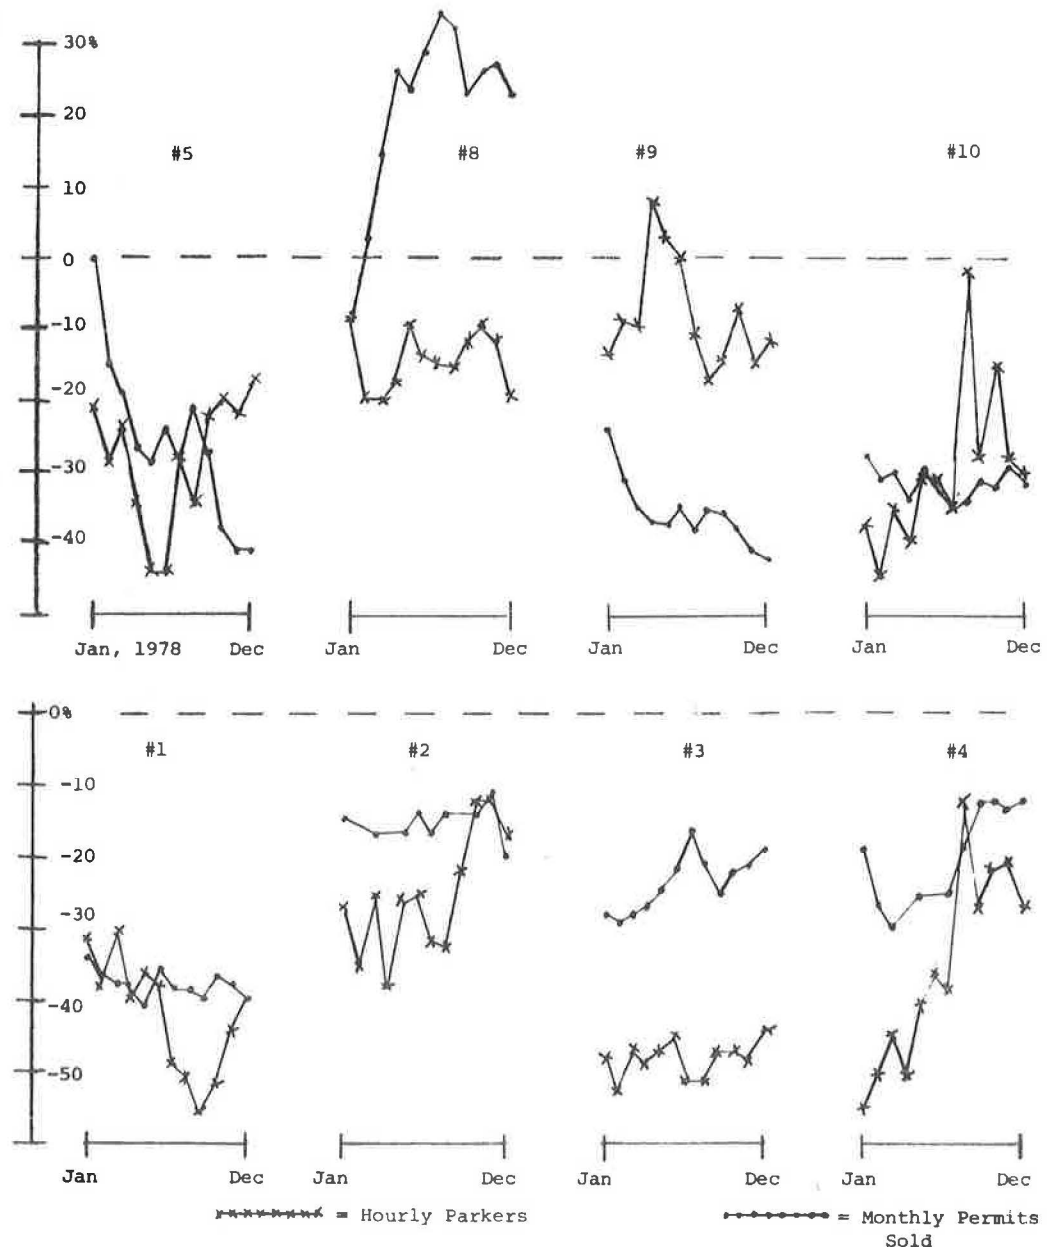 30%
20
#5 #8 #9 #10
10
0
-10
-20
-30
-40
Jan, 1978 Dec Jan Dec Jan Dec Jan Dec
0%
#1 #2 #3 #4
-10
-20
-30
-40
-50
Jan Dec Jan Dec Jan Dec Jan Dec
= Hourly Parkers = Monthly Permits
Sold